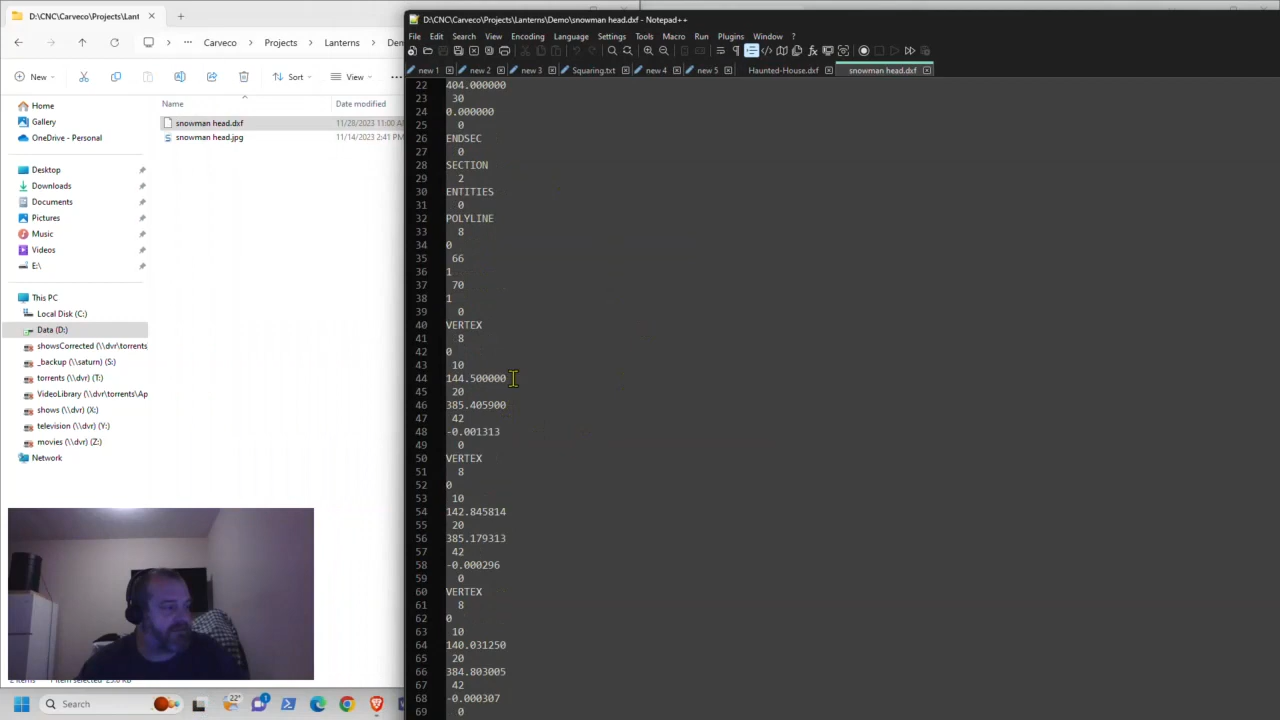 D:\CNC\Carveco\Projects\Lanterns\Demo\snowman head.dxf - Notepad++
D:\CNC\Carveco\Projects\Lant
File Edit Search View Encoding Language Settings Tools Macro Run Plugins Window ?
Carveco Projects Lanterns Dem
new 1 new 2 new 3 Squaring.txt new 4 new 5 Haunted-House.dxf snowman head.dxf
New Sort View
Name Date modified
Home
Gallery
OneDrive - Personal
Desktop
Downloads
Documents
Pictures
Music
Videos
E:\
This PC
Local Disk (C:)
Data (D:)
showsCorrected (\\dvr\torrents
_backup (\\saturn) (S:)
torrents (\\dvr) (T:)
VideoLibrary (\\dvr\torrents\Ap
shows (\\dvr) (X:)
television (\\dvr) (Y:)
movies (\\dvr) (Z:)
Network
snowman head.dxf 11/28/2023 11:00 AM
snowman head.jpg 11/14/2023 2:41 PM
22 404.000000
23 30
24 0.000000
25 0
26 ENDSEC
27 0
28 SECTION
29 2
30 ENTITIES
31 0
32 POLYLINE
33 8
34 0
35 66
36 1
37 70
38 1
39 0
40 VERTEX
41 8
42 0
43 10
44 144.500000
45 20
46 385.405900
47 42
48 -0.001313
49 0
50 VERTEX
51 8
52 0
53 10
54 142.845814
55 20
56 385.179313
57 42
58 -0.000296
59 0
60 VERTEX
61 8
62 0
63 10
64 140.031250
65 20
66 384.803005
67 42
68 -0.000307
69 0
Search
22°
1